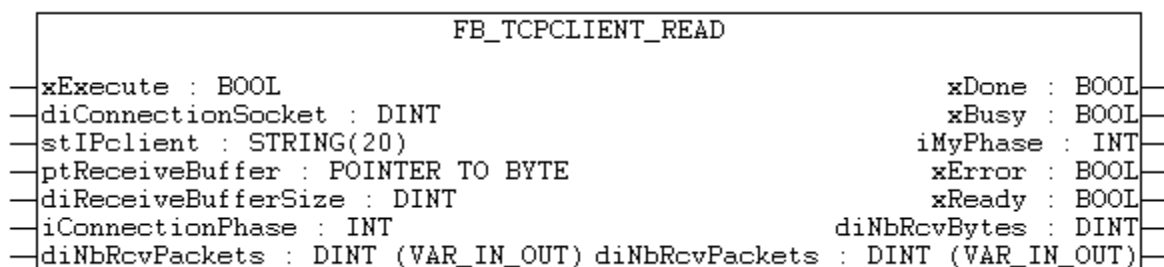 FB_TCPCLIENT_READ
xExecute : BOOL xDone : BOOL
diConnectionSocket : DINT xBusy : BOOL
stIPclient : STRING(20) iMyPhase : INT
ptReceiveBuffer : POINTER TO BYTE xError : BOOL
diReceiveBufferSize : DINT xReady : BOOL
iConnectionPhase : INT diNbRcvBytes : DINT
diNbRcvPackets : DINT (VAR_IN_OUT) diNbRcvPackets : DINT (VAR_IN_OUT)